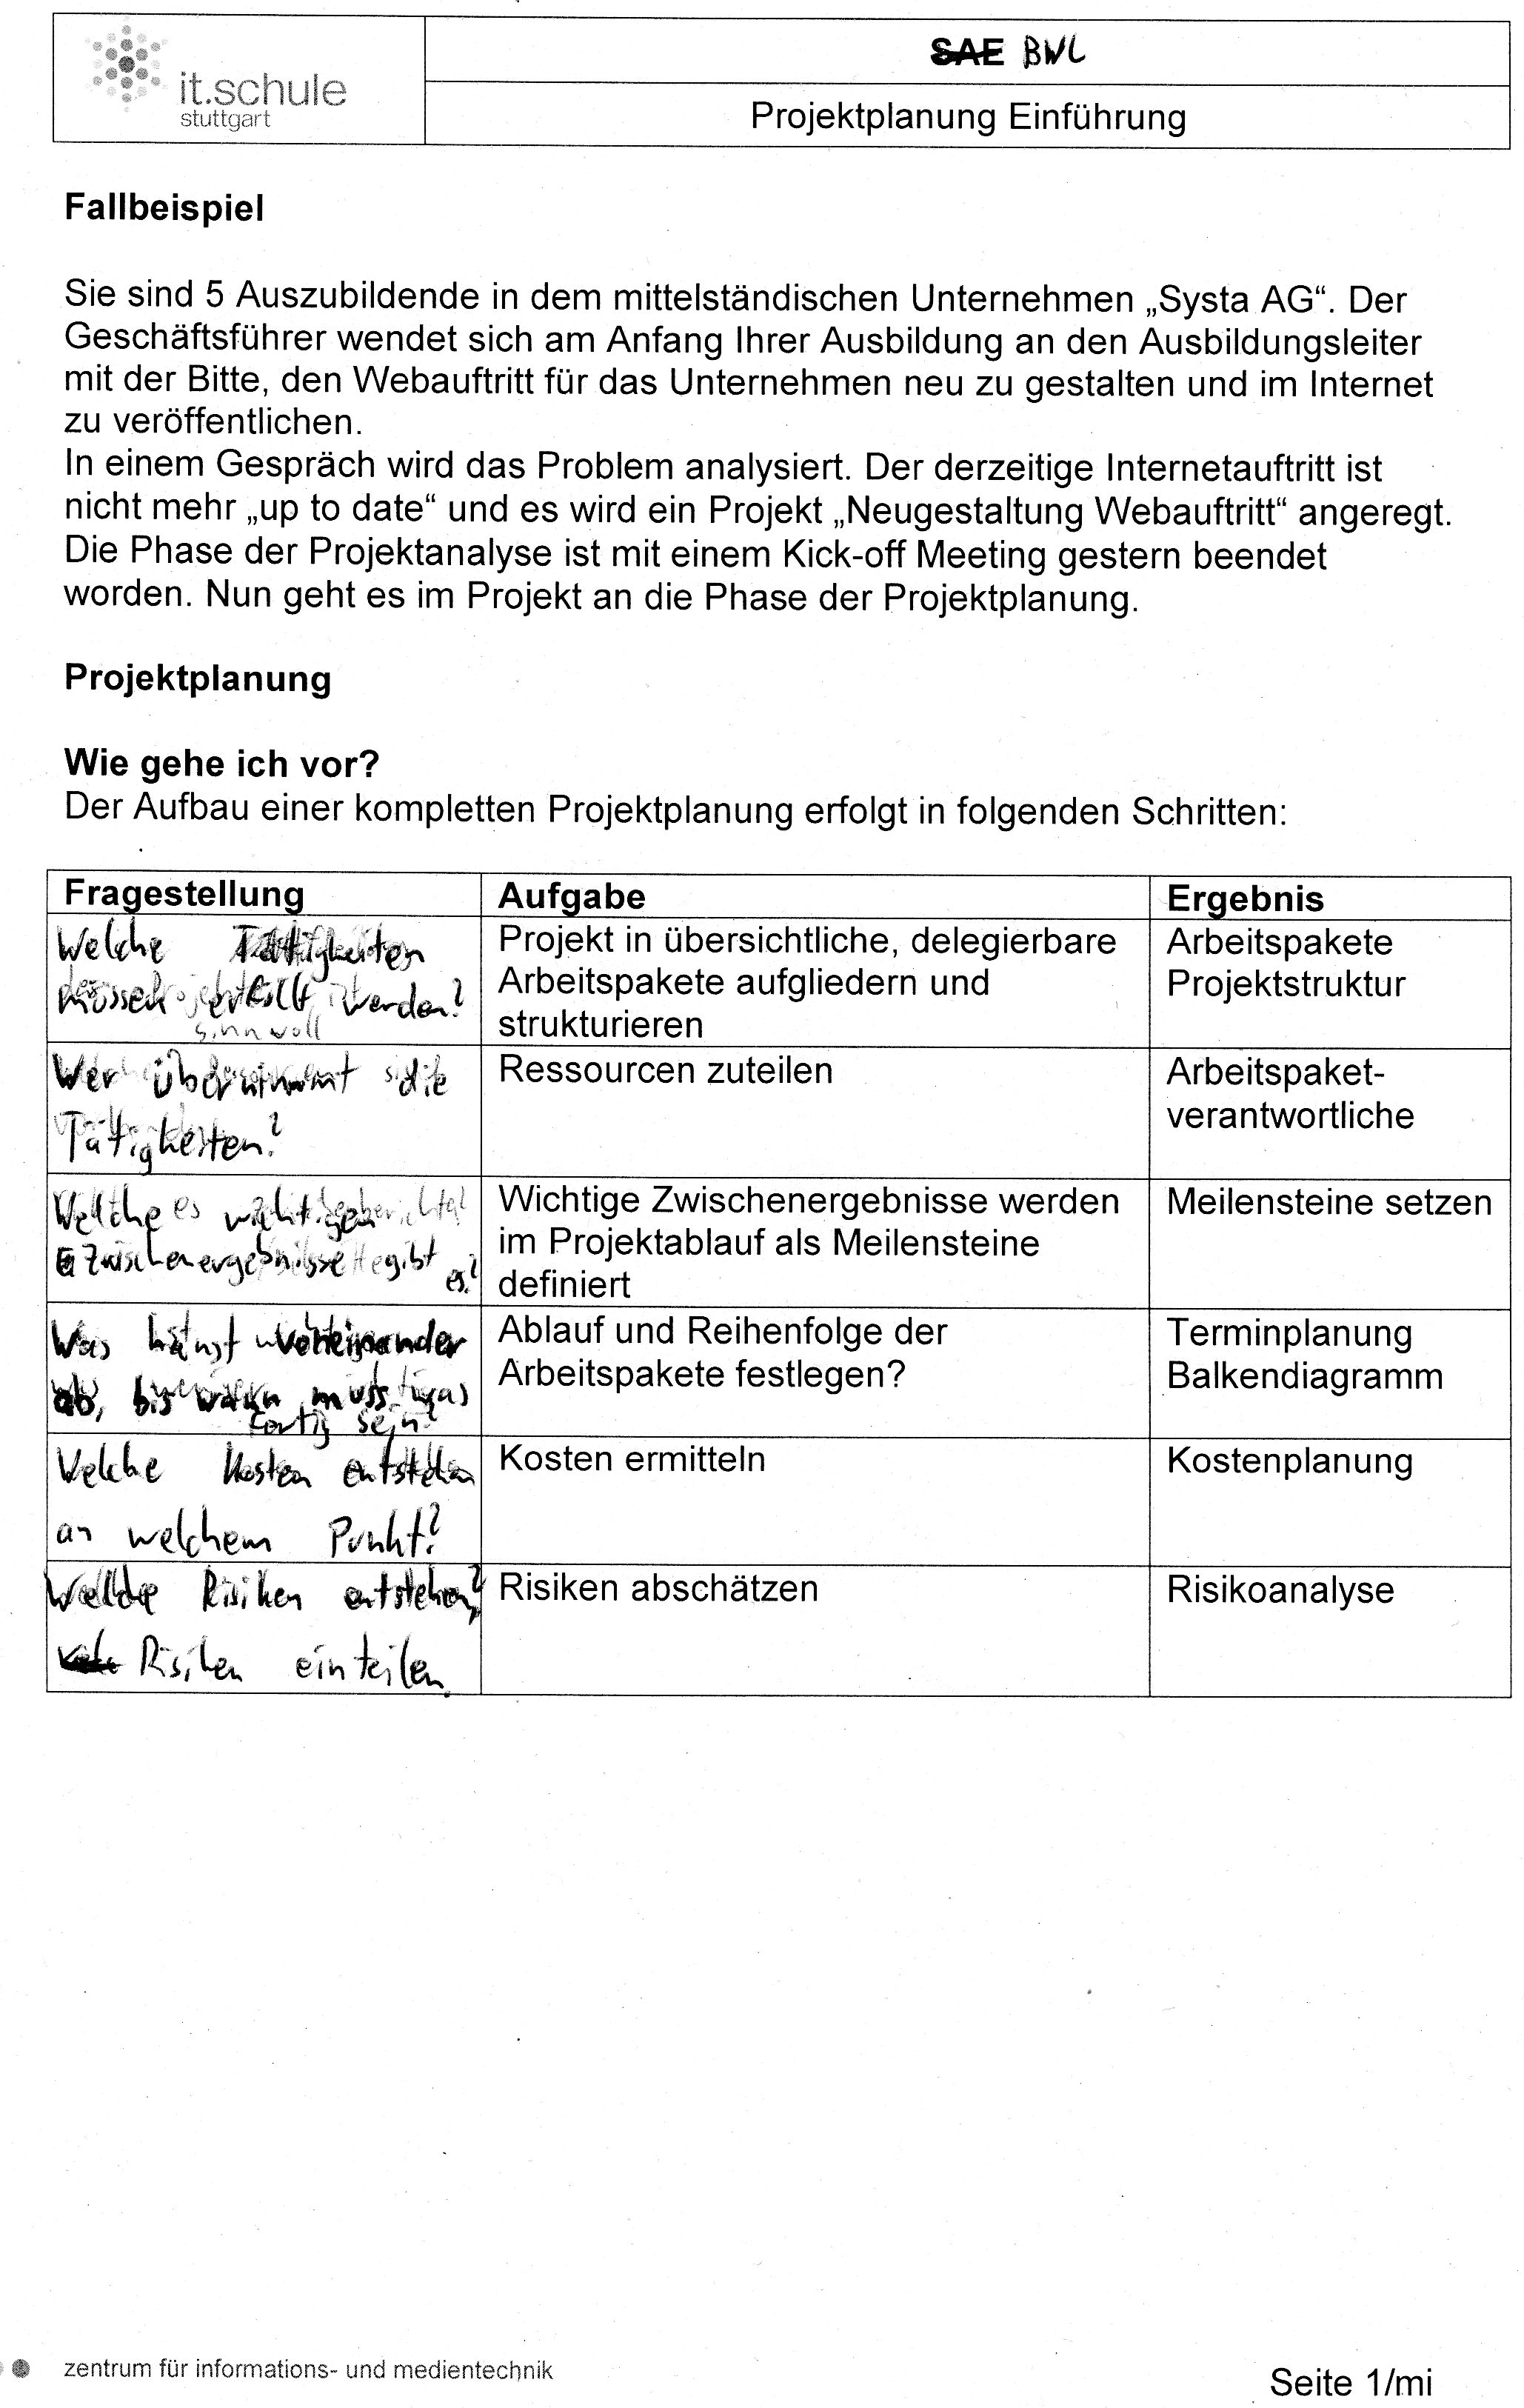 it.schule
stuttgart
SAE BWL
Projektplanung Einführung
Fallbeispiel
Sie sind 5 Auszubildende in dem mittelständischen Unternehmen „Systa AG“. Der
Geschäftsführer wendet sich am Anfang Ihrer Ausbildung an den Ausbildungsleiter
mit der Bitte, den Webauftritt für das Unternehmen neu zu gestalten und im Internet
zu veröffentlichen.
In einem Gespräch wird das Problem analysiert. Der derzeitige Internetauftritt ist
nicht mehr „up to date“ und es wird ein Projekt „Neugestaltung Webauftritt“ angeregt.
Die Phase der Projektanalyse ist mit einem Kick-off Meeting gestern beendet
worden. Nun geht es im Projekt an die Phase der Projektplanung.
Projektplanung
Wie gehe ich vor?
Der Aufbau einer kompletten Projektplanung erfolgt in folgenden Schritten:
Fragestellung Aufgabe Ergebnis
Welche Tätigkeiten
müssen erfüllt werden?
sinnvoll
Projekt in übersichtliche, delegierbare
Arbeitspakete aufgliedern und
strukturieren
Arbeitspakete
Projektstruktur
Wer übernimmt die
Tätigkeiten?
Ressourcen zuteilen
Arbeitspaket-
verantwortliche
Welche wichtigen
Zwischenergebnisse gibt
es?
Wichtige Zwischenergebnisse werden
im Projektablauf als Meilensteine
definiert
Meilensteine setzen
Was hängt voneinander
ab, bis wann muss was
fertig sein?
Ablauf und Reihenfolge der
Arbeitspakete festlegen?
Terminplanung
Balkendiagramm
Welche Kosten entstehen
an welchem Punkt?
Kosten ermitteln
Kostenplanung
Welche Risiken entstehen?
Risiken einteilen.
Risiken abschätzen
Risikoanalyse
zentrum für informations- und medientechnik
Seite 1/mi